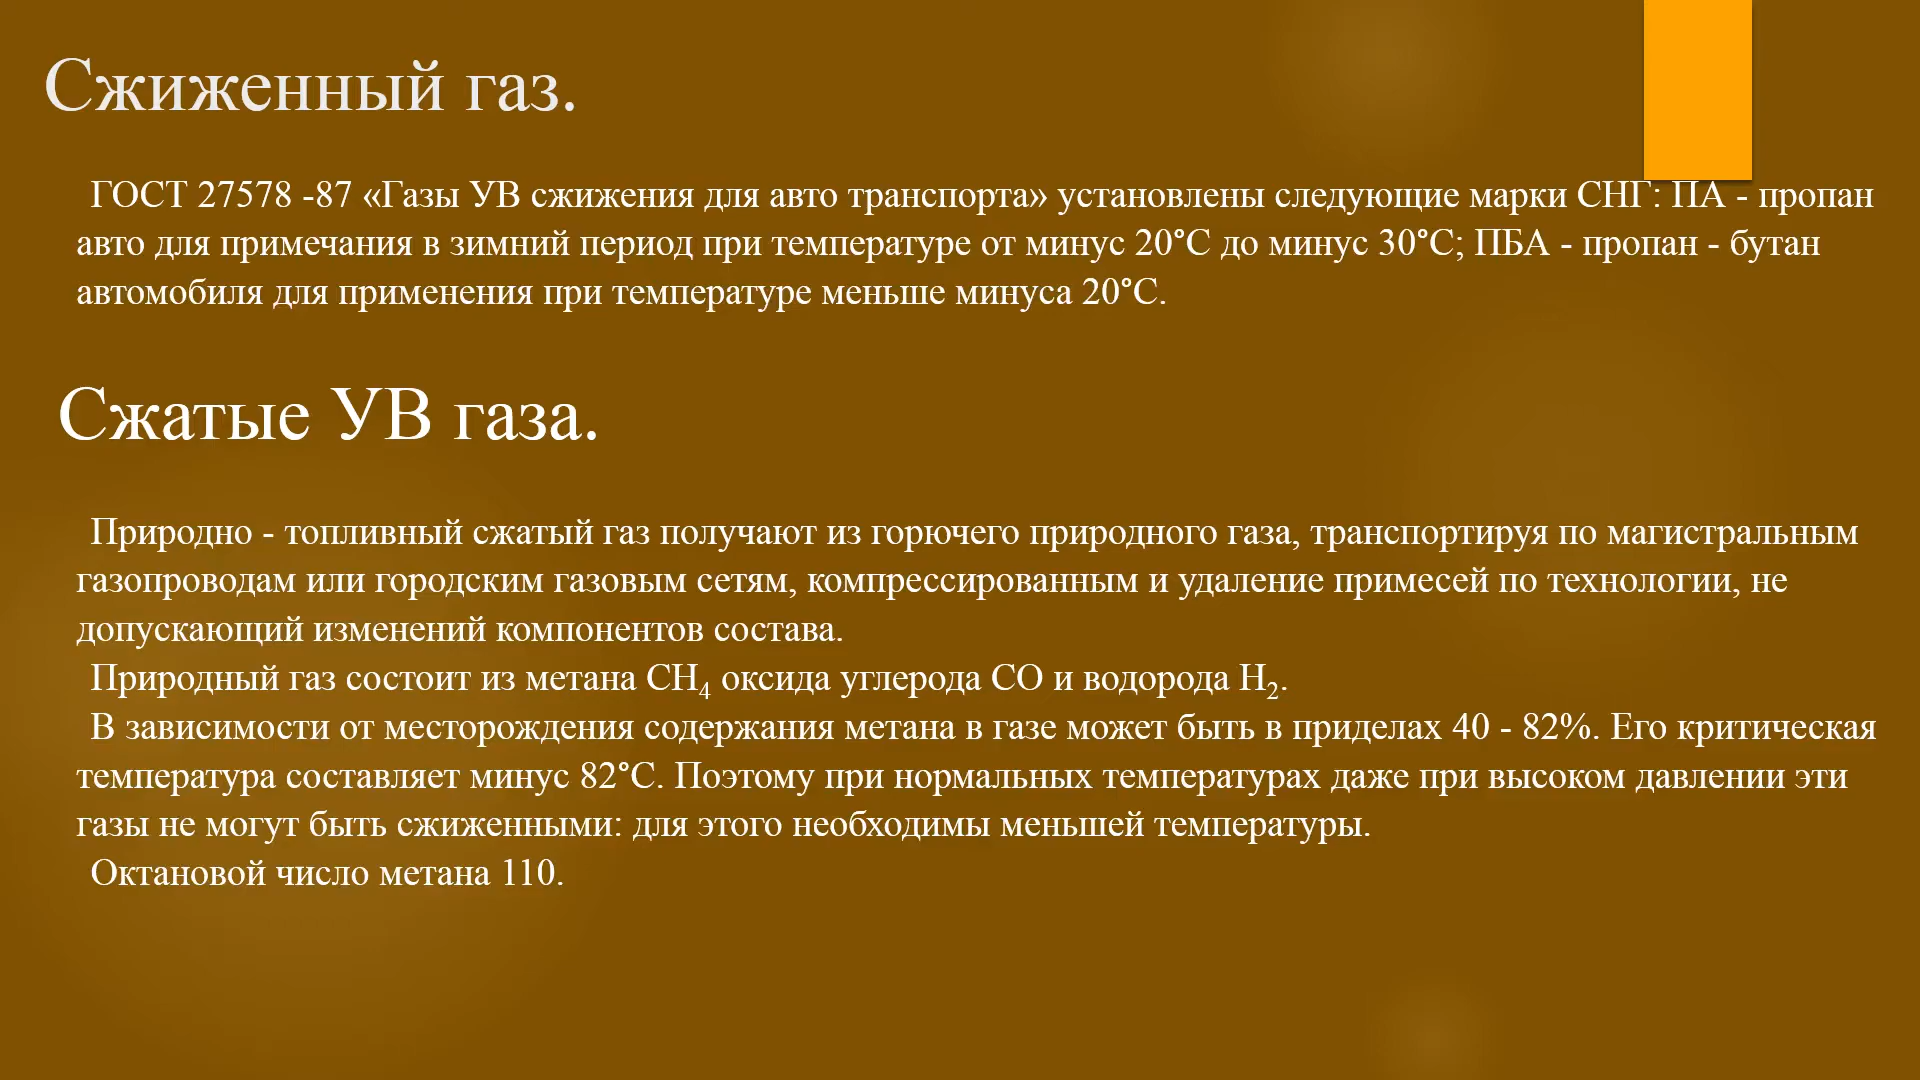 Сжиженный газ.
ГОСТ 27578 -87 «Газы УВ сжижения для авто транспорта» установлены следующие марки СНГ: ПА - пропан
авто для примечания в зимний период при температуре от минус 20°С до минус 30°С; ПБА - пропан - бутан
автомобиля для применения при температуре меньше минуса 20°С.
Сжатые УВ газа.
Природно - топливный сжатый газ получают из горючего природного газа, транспортируя по магистральным
газопроводам или городским газовым сетям, компрессированным и удаление примесей по технологии, не
допускающий изменений компонентов состава.
Природный газ состоит из метана CH₄ оксида углерода СО и водорода H₂.
В зависимости от месторождения содержания метана в газе может быть в приделах 40 - 82%. Его критическая
температура составляет минус 82°С. Поэтому при нормальных температурах даже при высоком давлении эти
газы не могут быть сжиженными: для этого необходимы меньшей температуры.
Октановой число метана 110.